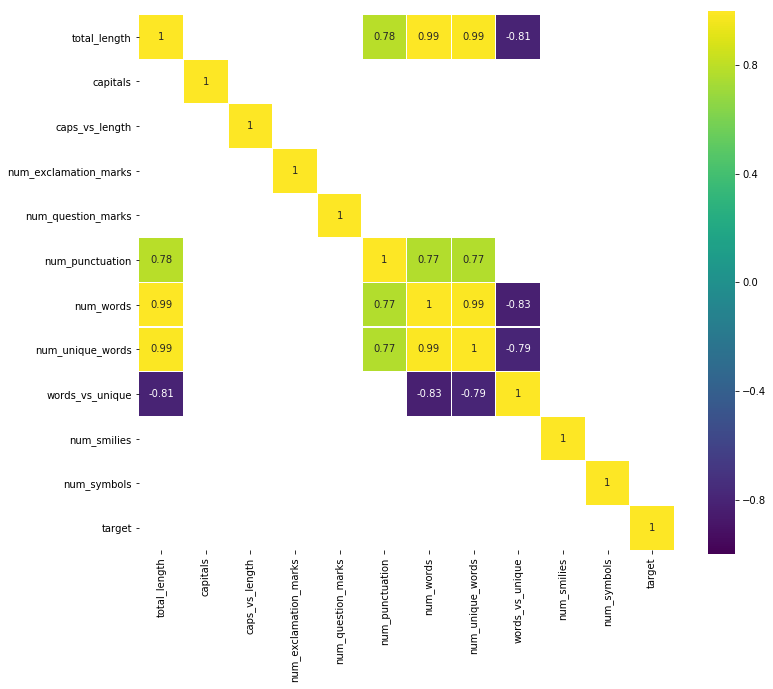 total_length 1 0.78 0.99 0.99 -0.81
capitals 1
caps_vs_length 1
num_exclamation_marks 1
num_question_marks 1
num_punctuation 0.78 1 0.77 0.77
num_words 0.99 0.77 1 0.99 -0.83
num_unique_words 0.99 0.77 0.99 1 -0.79
words_vs_unique -0.81 -0.83 -0.79 1
num_smilies 1
num_symbols 1
target 1
total_length
capitals
caps_vs_length
num_exclamation_marks
num_question_marks
num_punctuation
num_words
num_unique_words
words_vs_unique
num_smilies
num_symbols
target
0.8
0.4
0.0
−0.4
−0.8